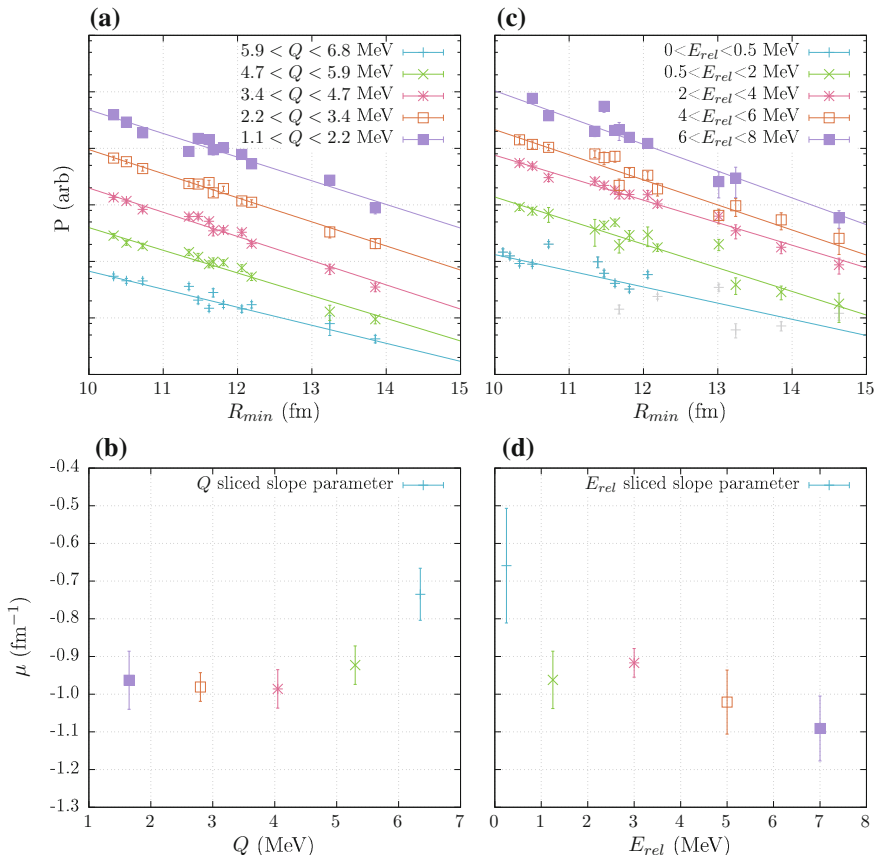 (a)
5.9 < Q < 6.8 MeV
4.7 < Q < 5.9 MeV
3.4 < Q < 4.7 MeV
2.2 < Q < 3.4 MeV
1.1 < Q < 2.2 MeV
P (arb)
10 11 12 13 14 15
R_min (fm)
(c)
0<E_rel<0.5 MeV
0.5<E_rel<2 MeV
2<E_rel<4 MeV
4<E_rel<6 MeV
6<E_rel<8 MeV
10 11 12 13 14 15
R_min (fm)
(b)
Q sliced slope parameter
-0.4
-0.5
-0.6
-0.7
-0.8
-0.9
-1.0
-1.1
-1.2
-1.3
μ (fm⁻¹)
1 2 3 4 5 6 7
Q (MeV)
(d)
E_rel sliced slope parameter
0 1 2 3 4 5 6 7 8
E_rel (MeV)